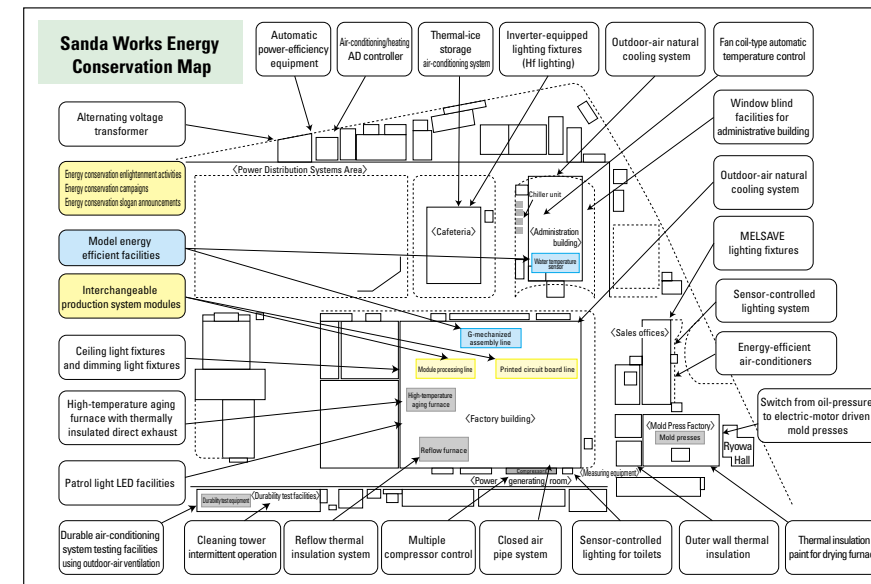 Sanda Works Energy
Conservation Map
Automatic
power-efficiency
equipment
Air-conditioning/heating
AD controller
Thermal-ice
storage
air-conditioning system
Inverter-equipped
lighting fixtures
(Hf lighting)
Outdoor-air natural
cooling system
Fan coil-type automatic
temperature control
Alternating voltage
transformer
Window blind
facilities for
administrative building
〈Power Distribution Systems Area〉
Energy conservation enlightenment activities
Energy conservation campaigns
Energy conservation slogan announcements
Outdoor-air natural
cooling system
Chiller unit
〈Cafeteria〉
〈Administration
building〉
Model energy
efficient facilities
Water temperature
sensor
MELSAVE
lighting fixtures
Interchangeable
production system modules
Sensor-controlled
lighting system
G-mechanized
assembly line
〈Sales offices〉
Ceiling light fixtures
and dimming light fixtures
Module processing line
Printed circuit board line
Energy-efficient
air-conditioners
High-temperature aging
furnace with thermally
insulated direct exhaust
High-temperature
aging furnace
〈Factory building〉
Switch from oil-pressure
to electric-motor driven
mold presses
〈Mold Press Factory〉
Mold presses
Ryowa
Hall
Reflow furnace
Patrol light LED facilities
Compressors
〈Measuring equipment〉
〈Power generating room〉
Durability test equipment
〈Durability test facilities〉
Durable air-conditioning
system testing facilities
using outdoor-air ventilation
Cleaning tower
intermittent operation
Reflow thermal
insulation system
Multiple
compressor control
Closed air
pipe system
Sensor-controlled
lighting for toilets
Outer wall thermal
insulation
Thermal insulation
paint for drying furnac